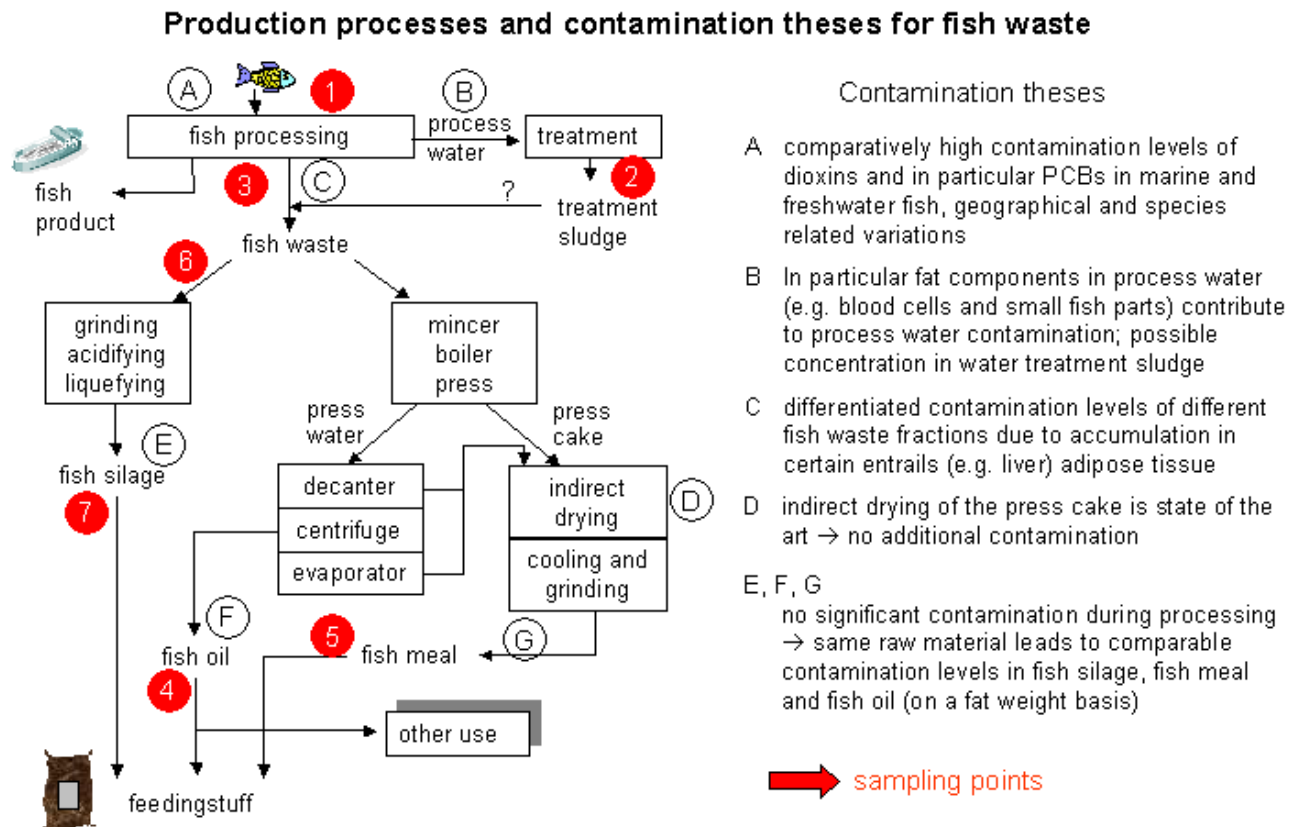 Production processes and contamination theses for fish waste
A
1
B
fish processing
process
water
treatment
3
C
2
fish
product
?
treatment
sludge
fish waste
6
grinding
acidifying
liquefying
mincer
boiler
press
press
water
press
cake
E
fish silage
7
decanter
centrifuge
evaporator
indirect
drying
D
cooling and
grinding
F
fish oil
4
5
fish meal
G
other use
feedingstuff
Contamination theses
A comparatively high contamination levels of
dioxins and in particular PCBs in marine and
freshwater fish, geographical and species
related variations
B In particular fat components in process water
(e.g. blood cells and small fish parts) contribute
to process water contamination; possible
concentration in water treatment sludge
C differentiated contamination levels of different
fish waste fractions due to accumulation in
certain entrails (e.g. liver) adipose tissue
D indirect drying of the press cake is state of the
art → no additional contamination
E, F, G
no significant contamination during processing
→ same raw material leads to comparable
contamination levels in fish silage, fish meal
and fish oil (on a fat weight basis)
sampling points